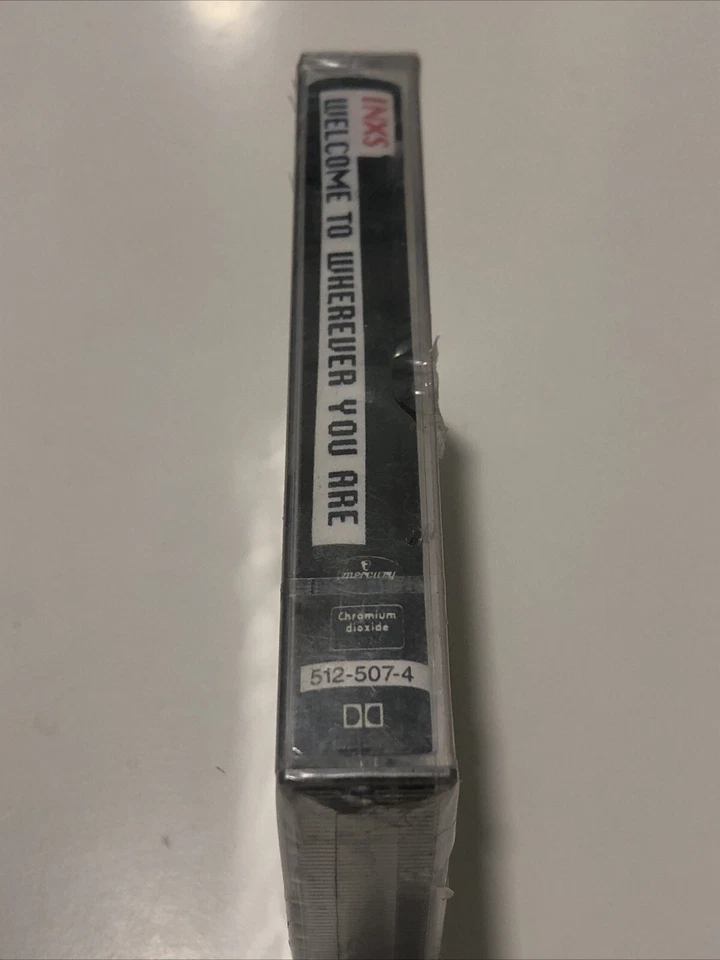 INXS
WELCOME TO WHEREVER YOU ARE
mercury
Chromium
dioxide
512-507-4